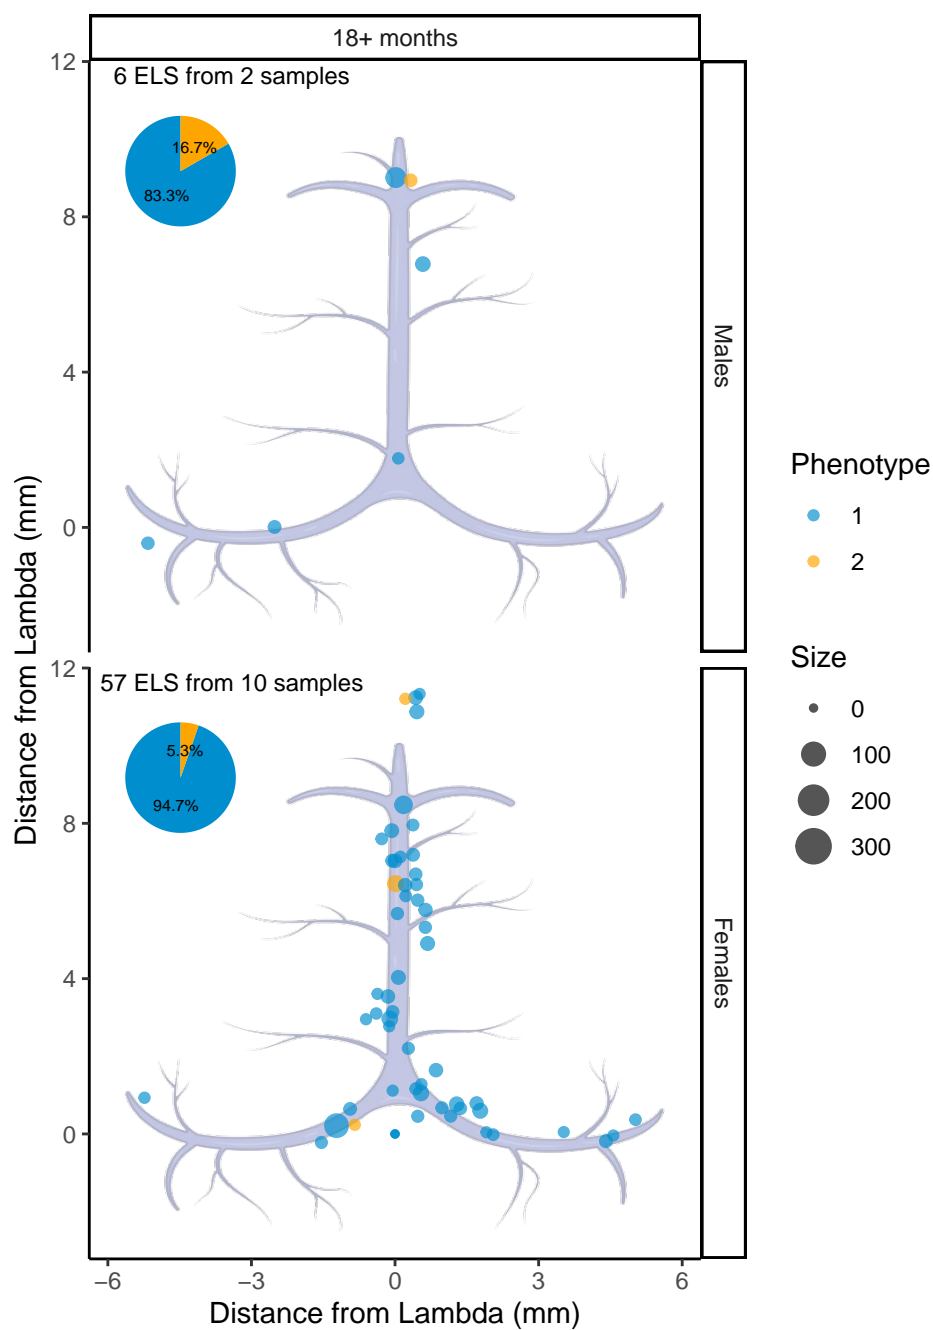 18+ months
12
6 ELS from 2 samples
16.7%
83.3%
8
4
0
Males
Distance from Lambda (mm)
12
57 ELS from 10 samples
5.3%
94.7%
8
4
0
Females
−6
−3
0
3
6
Distance from Lambda (mm)
Phenotype
1
2
Size
0
100
200
300